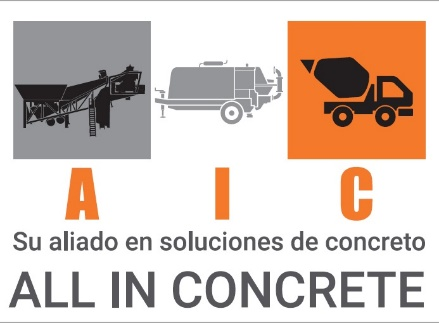 A I C
Su aliado en soluciones de concreto
ALL IN CONCRETE